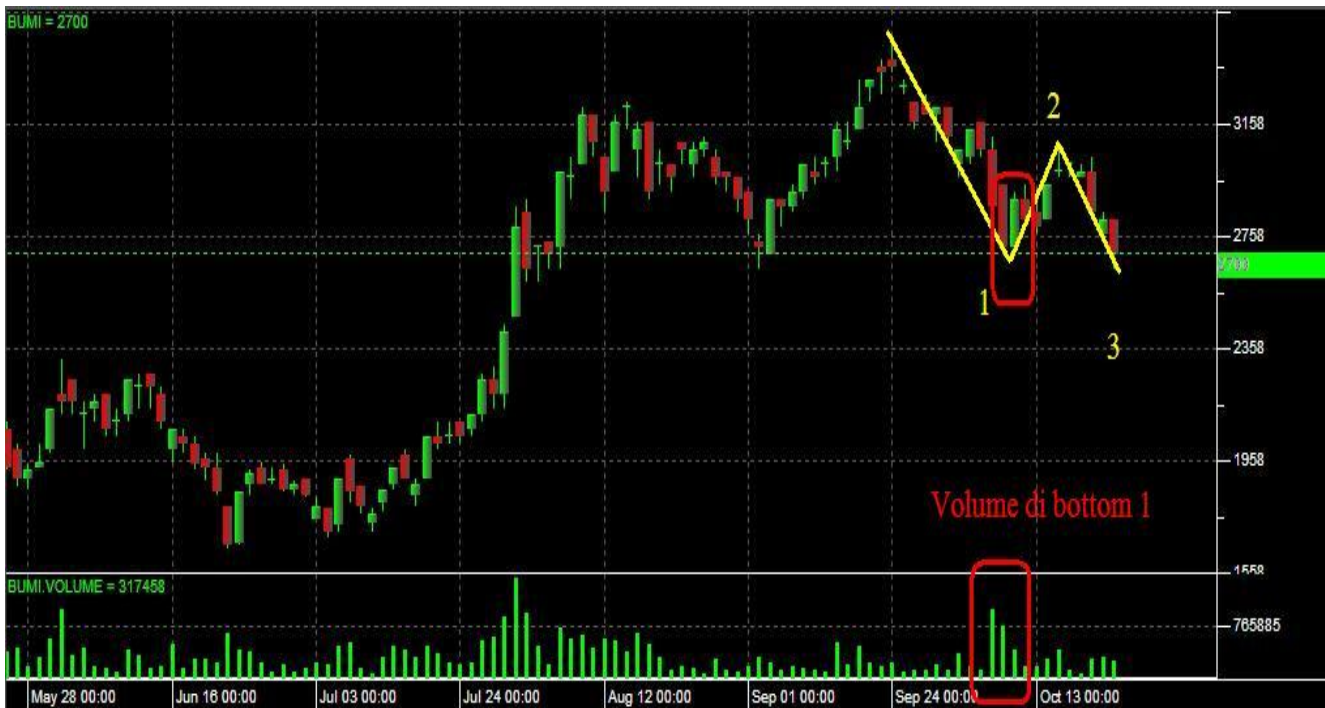 BUMI = 2700
3158
2758
2700
2358
1958
1558
1
2
3
Volume di bottom 1
BUMI.VOLUME = 317458
765885
May 28 00:00
Jun 16 00:00
Jul 03 00:00
Jul 24 00:00
Aug 12 00:00
Sep 01 00:00
Sep 24 00:00
Oct 13 00:00